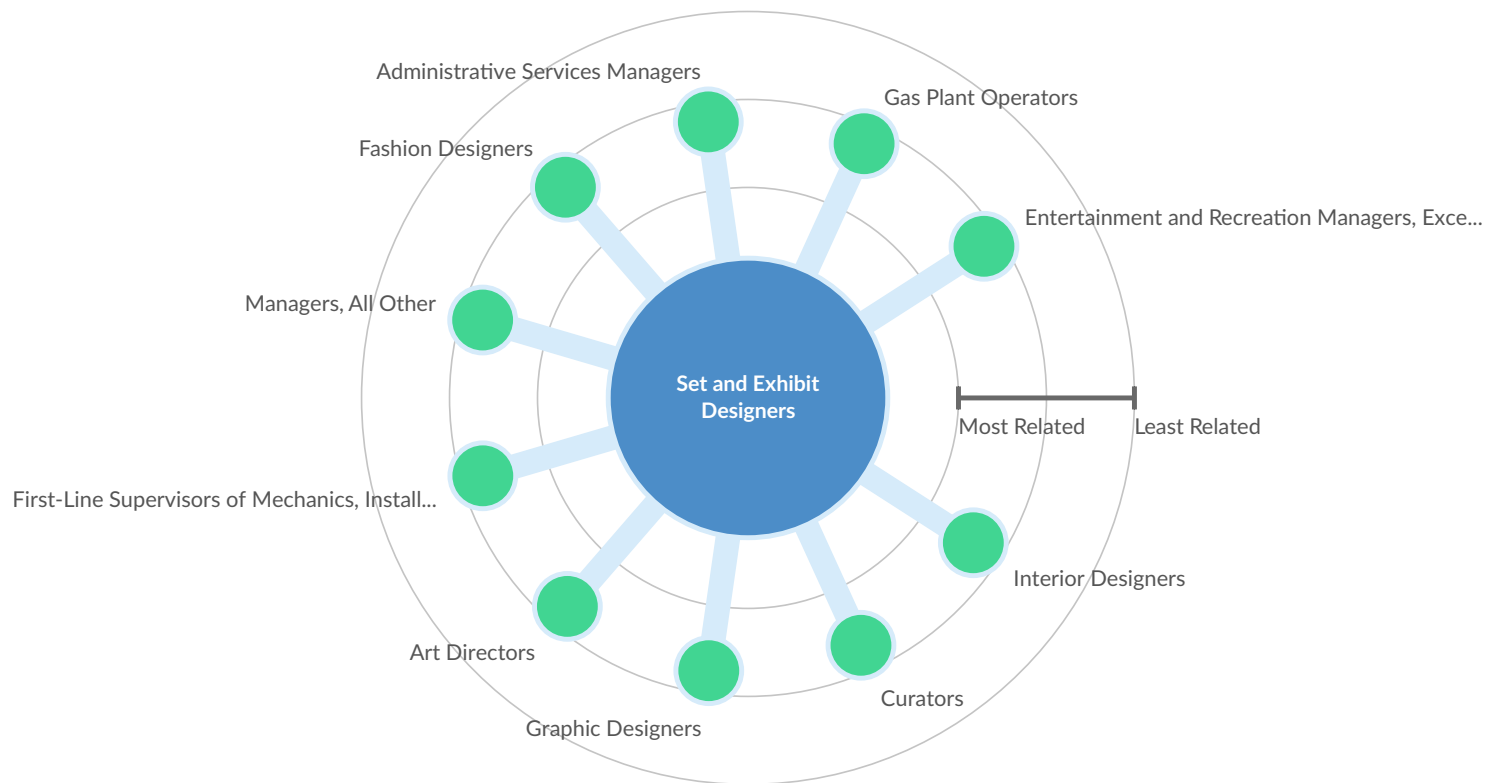 Administrative Services Managers
Gas Plant Operators
Fashion Designers
Entertainment and Recreation Managers, Exce...
Managers, All Other
Set and Exhibit
Designers
Most Related
Least Related
First-Line Supervisors of Mechanics, Install...
Interior Designers
Art Directors
Curators
Graphic Designers